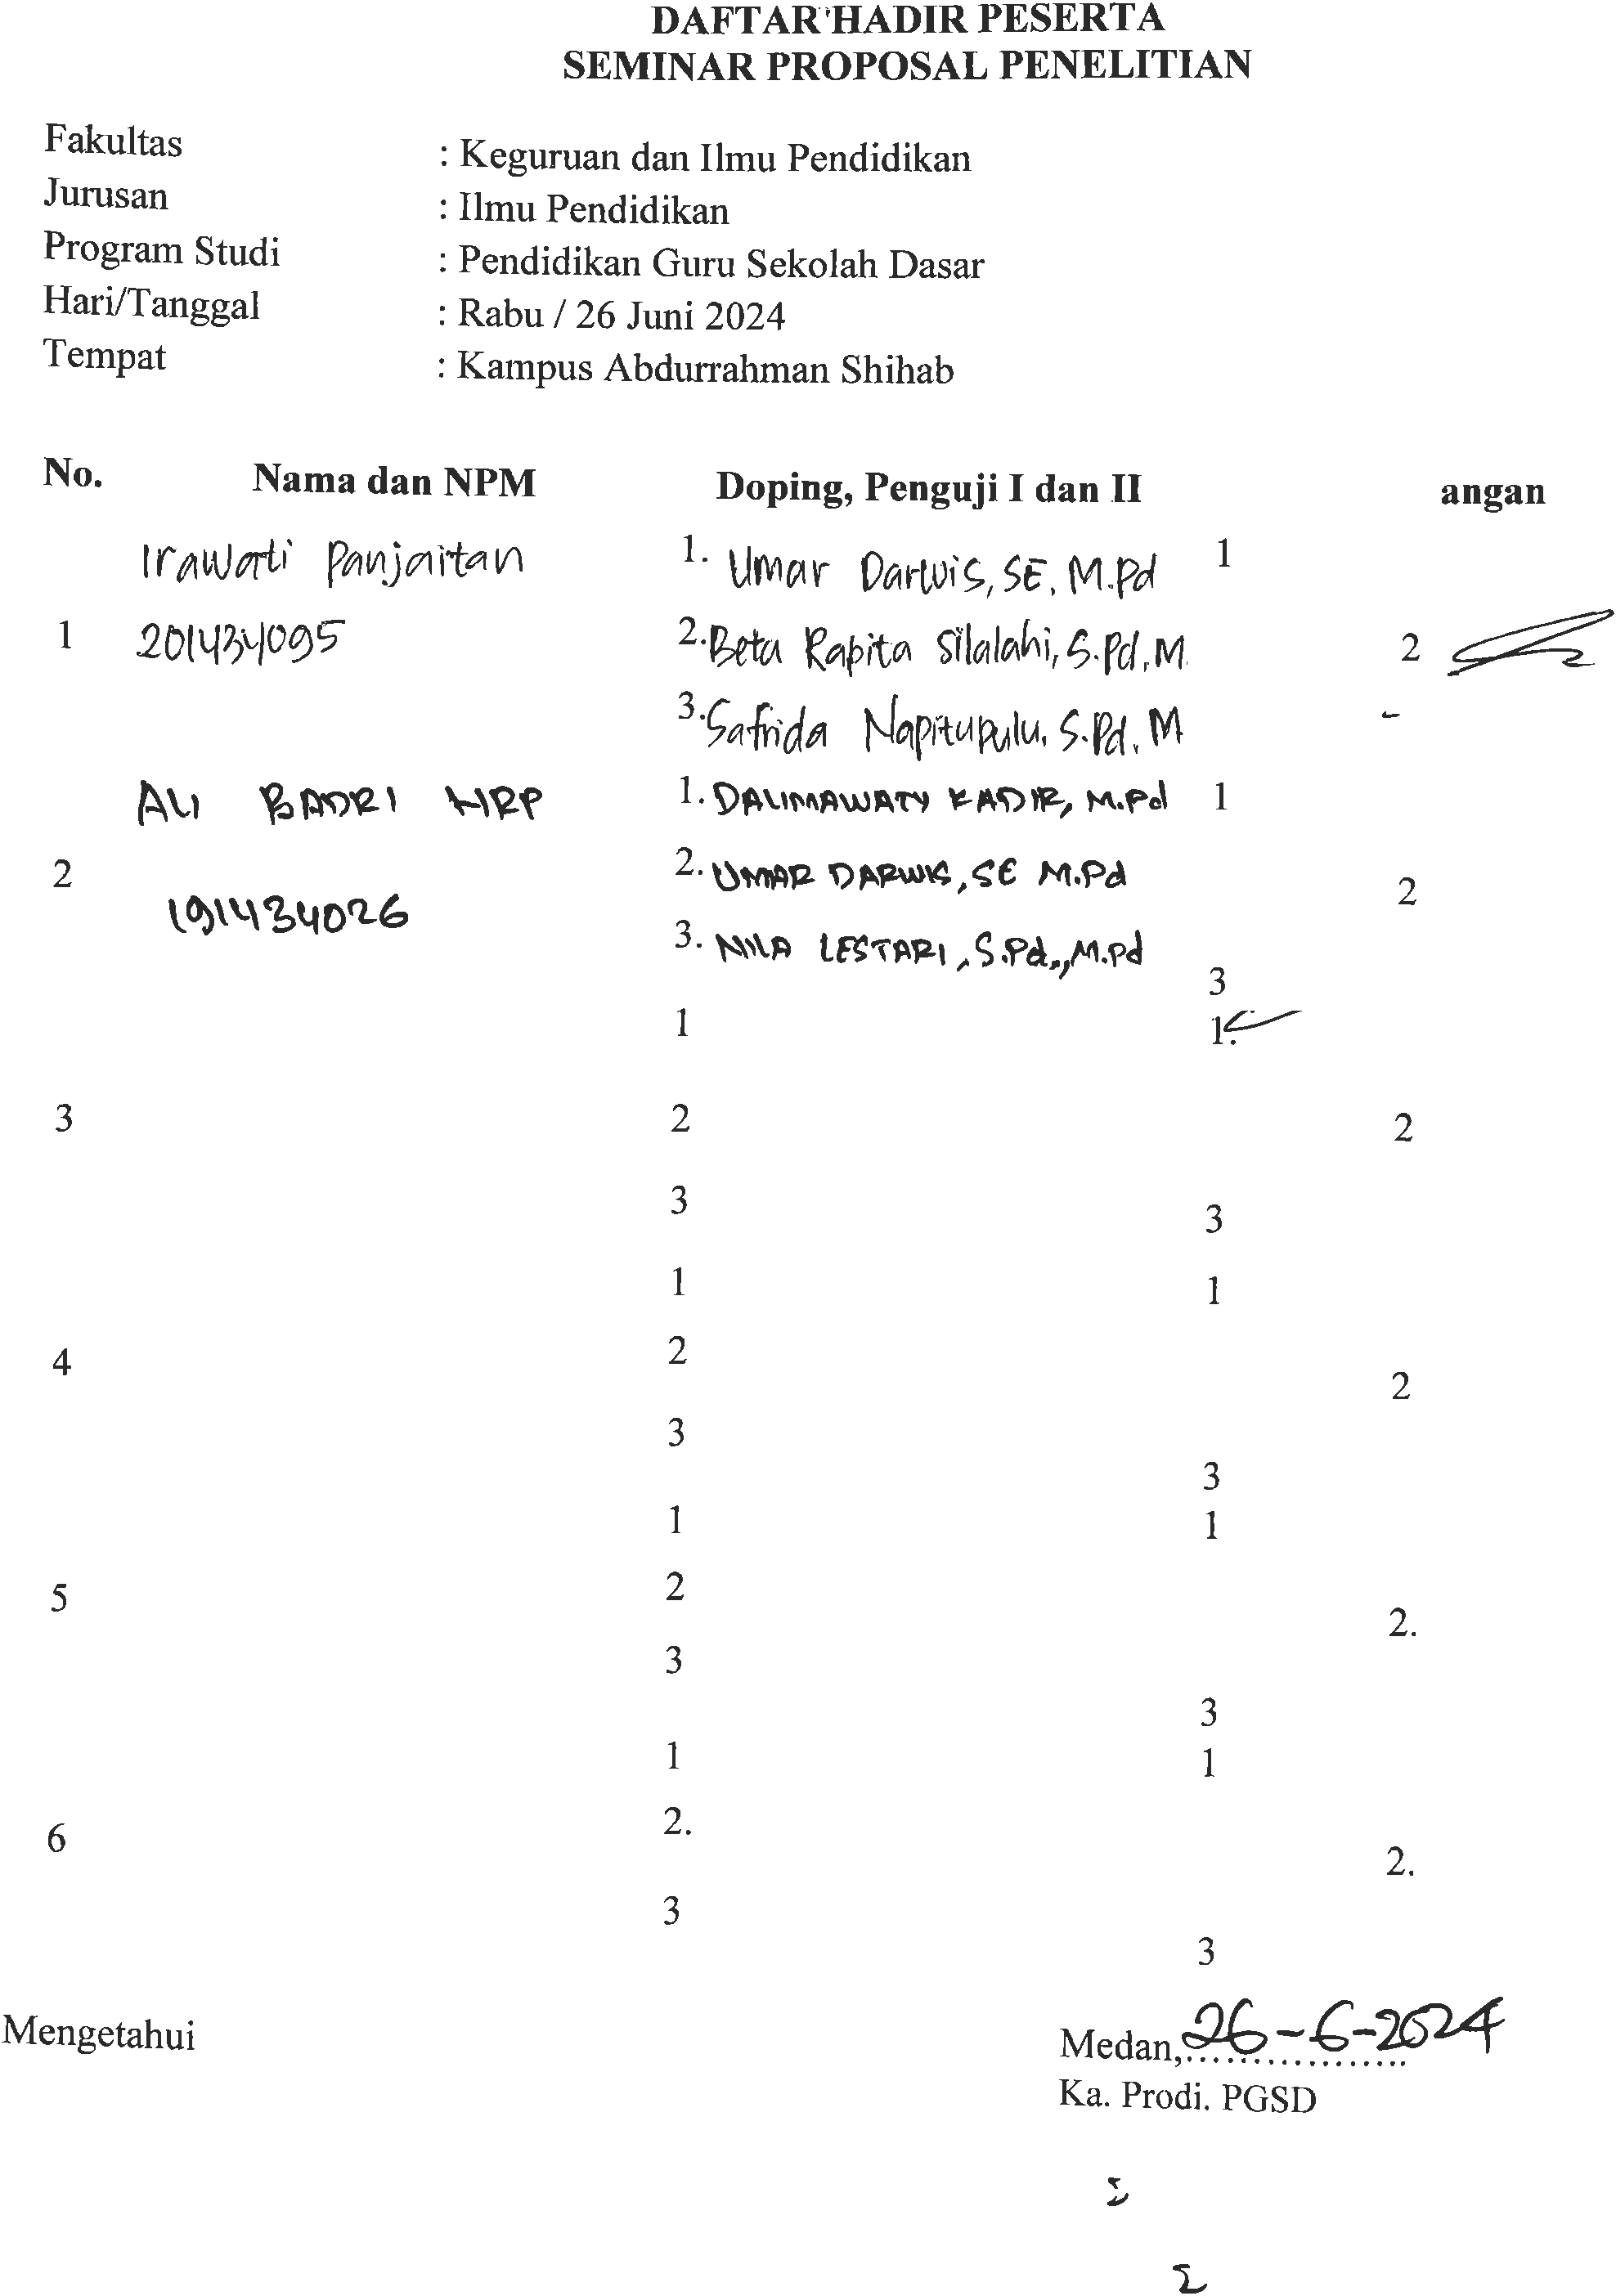 DAFTAR HADIR PESERTA
SEMINAR PROPOSAL PENELITIAN
Fakultas : Keguruan dan Ilmu Pendidikan
Jurusan : Ilmu Pendidikan
Program Studi : Pendidikan Guru Sekolah Dasar
Hari/Tanggal : Rabu / 26 Juni 2024
Tempat : Kampus Abdurrahman Shihab
No. Nama dan NPM Doping, Penguji I dan II angan
Irawati Panjaitan 1. Umar Darwis, SE, M.Pd 1
1 201434095 2. Beta Rapita Silalahi, S.Pd, M. 2
3. Safrida Napitupulu, S.Pd, M -
ALI BADRI HRP 1. DALIMAWATY KADIR, M.Pd 1
2 2. UMAR DARWIS, SE M.Pd 2
191434026
3. NILA LESTARI, S.Pd., M.Pd
3
1 1.
3 2 2
3 3
1 1
4 2 2
3
3
1 1
5 2 2.
3
3
1 1
6 2. 2.
3
3
Mengetahui Medan, 26-6-2024
Ka. Prodi. PGSD